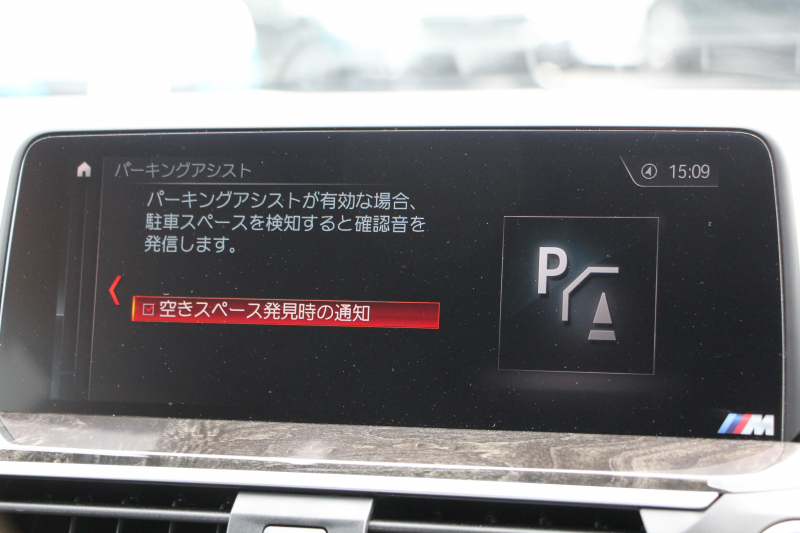 パーキングアシスト
15:09
パーキングアシストが有効な場合、
駐車スペースを検知すると確認音を
発信します。
空きスペース発見時の通知
P
M